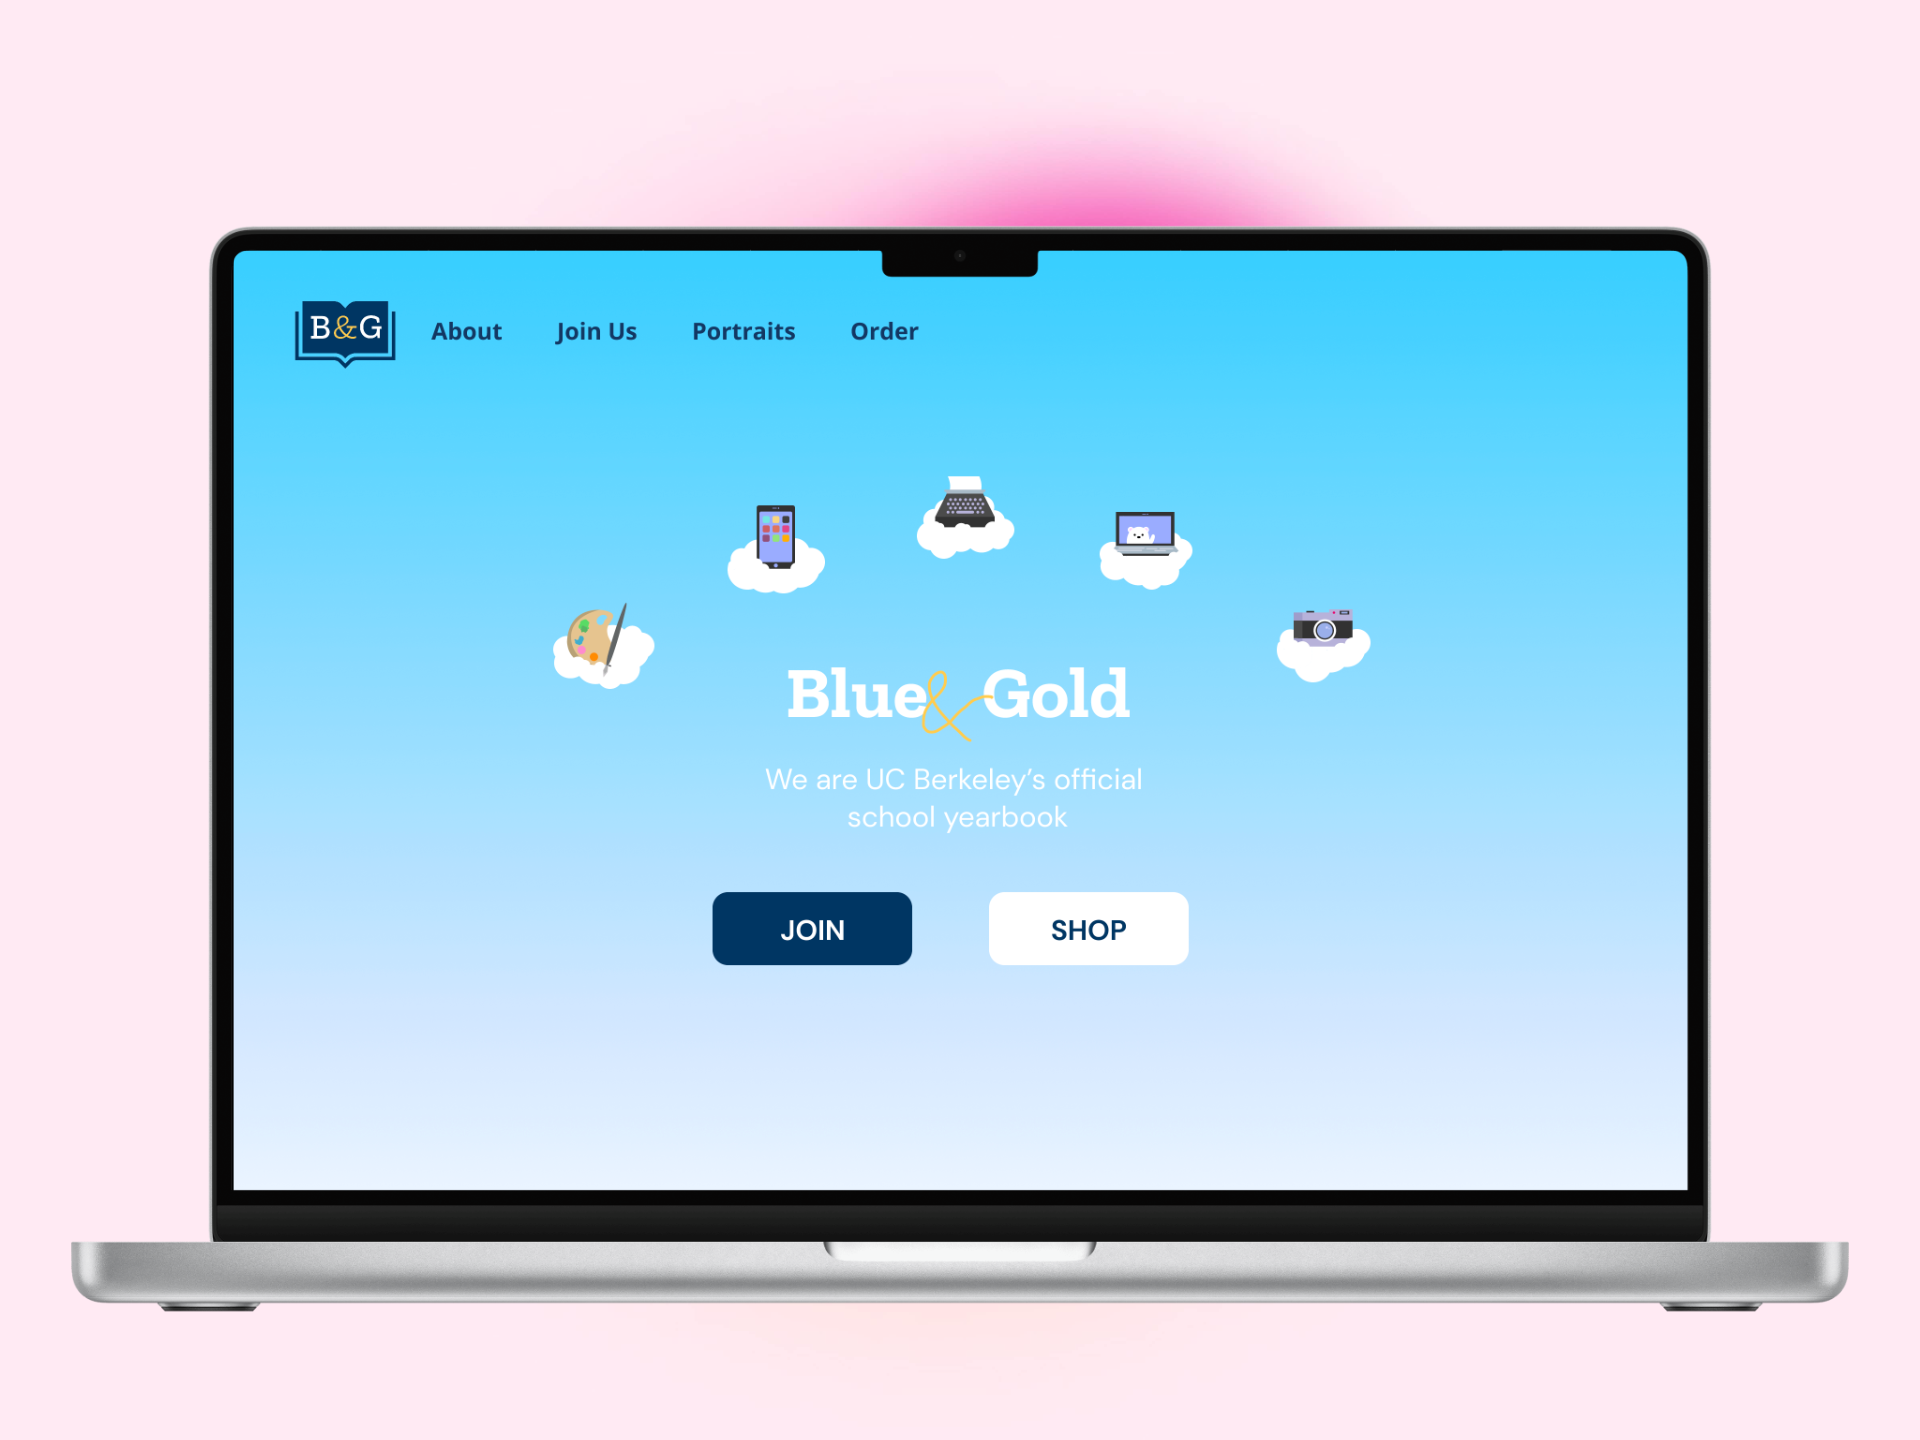 B&G
About
Join Us
Portraits
Order
Blue & Gold
We are UC Berkeley’s official
school yearbook
JOIN
SHOP